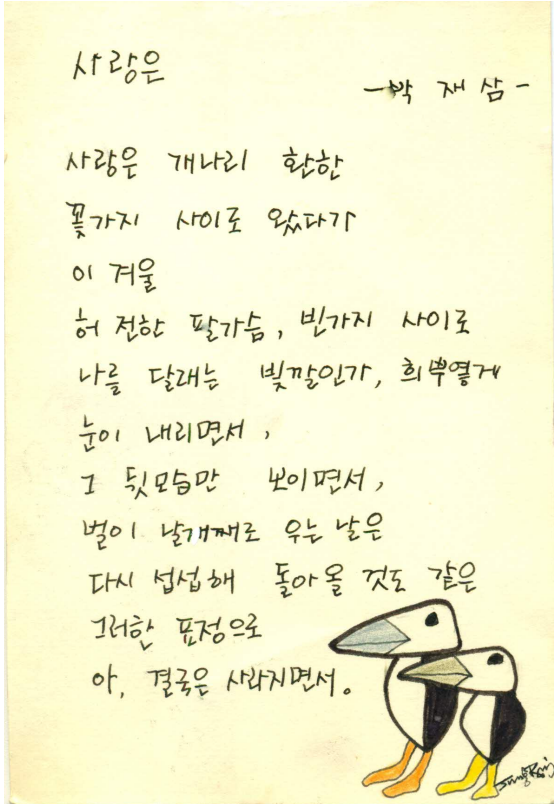 사랑은
-박 재 삼-
사랑은 개나리 환한
꽃가지 사이로 왔다가
이 겨울
허 전한 팔가슴, 빈가지 사이로
나를 달래는 빛깔인가, 희뿌옇게
눈이 내리면서,
그 뒷모습만 보이면서,
벌이 날개째로 우는 날은
다시 섭섭해 돌아올 것도 같은
그러한 표정으로
아, 결국은 사라지면서.